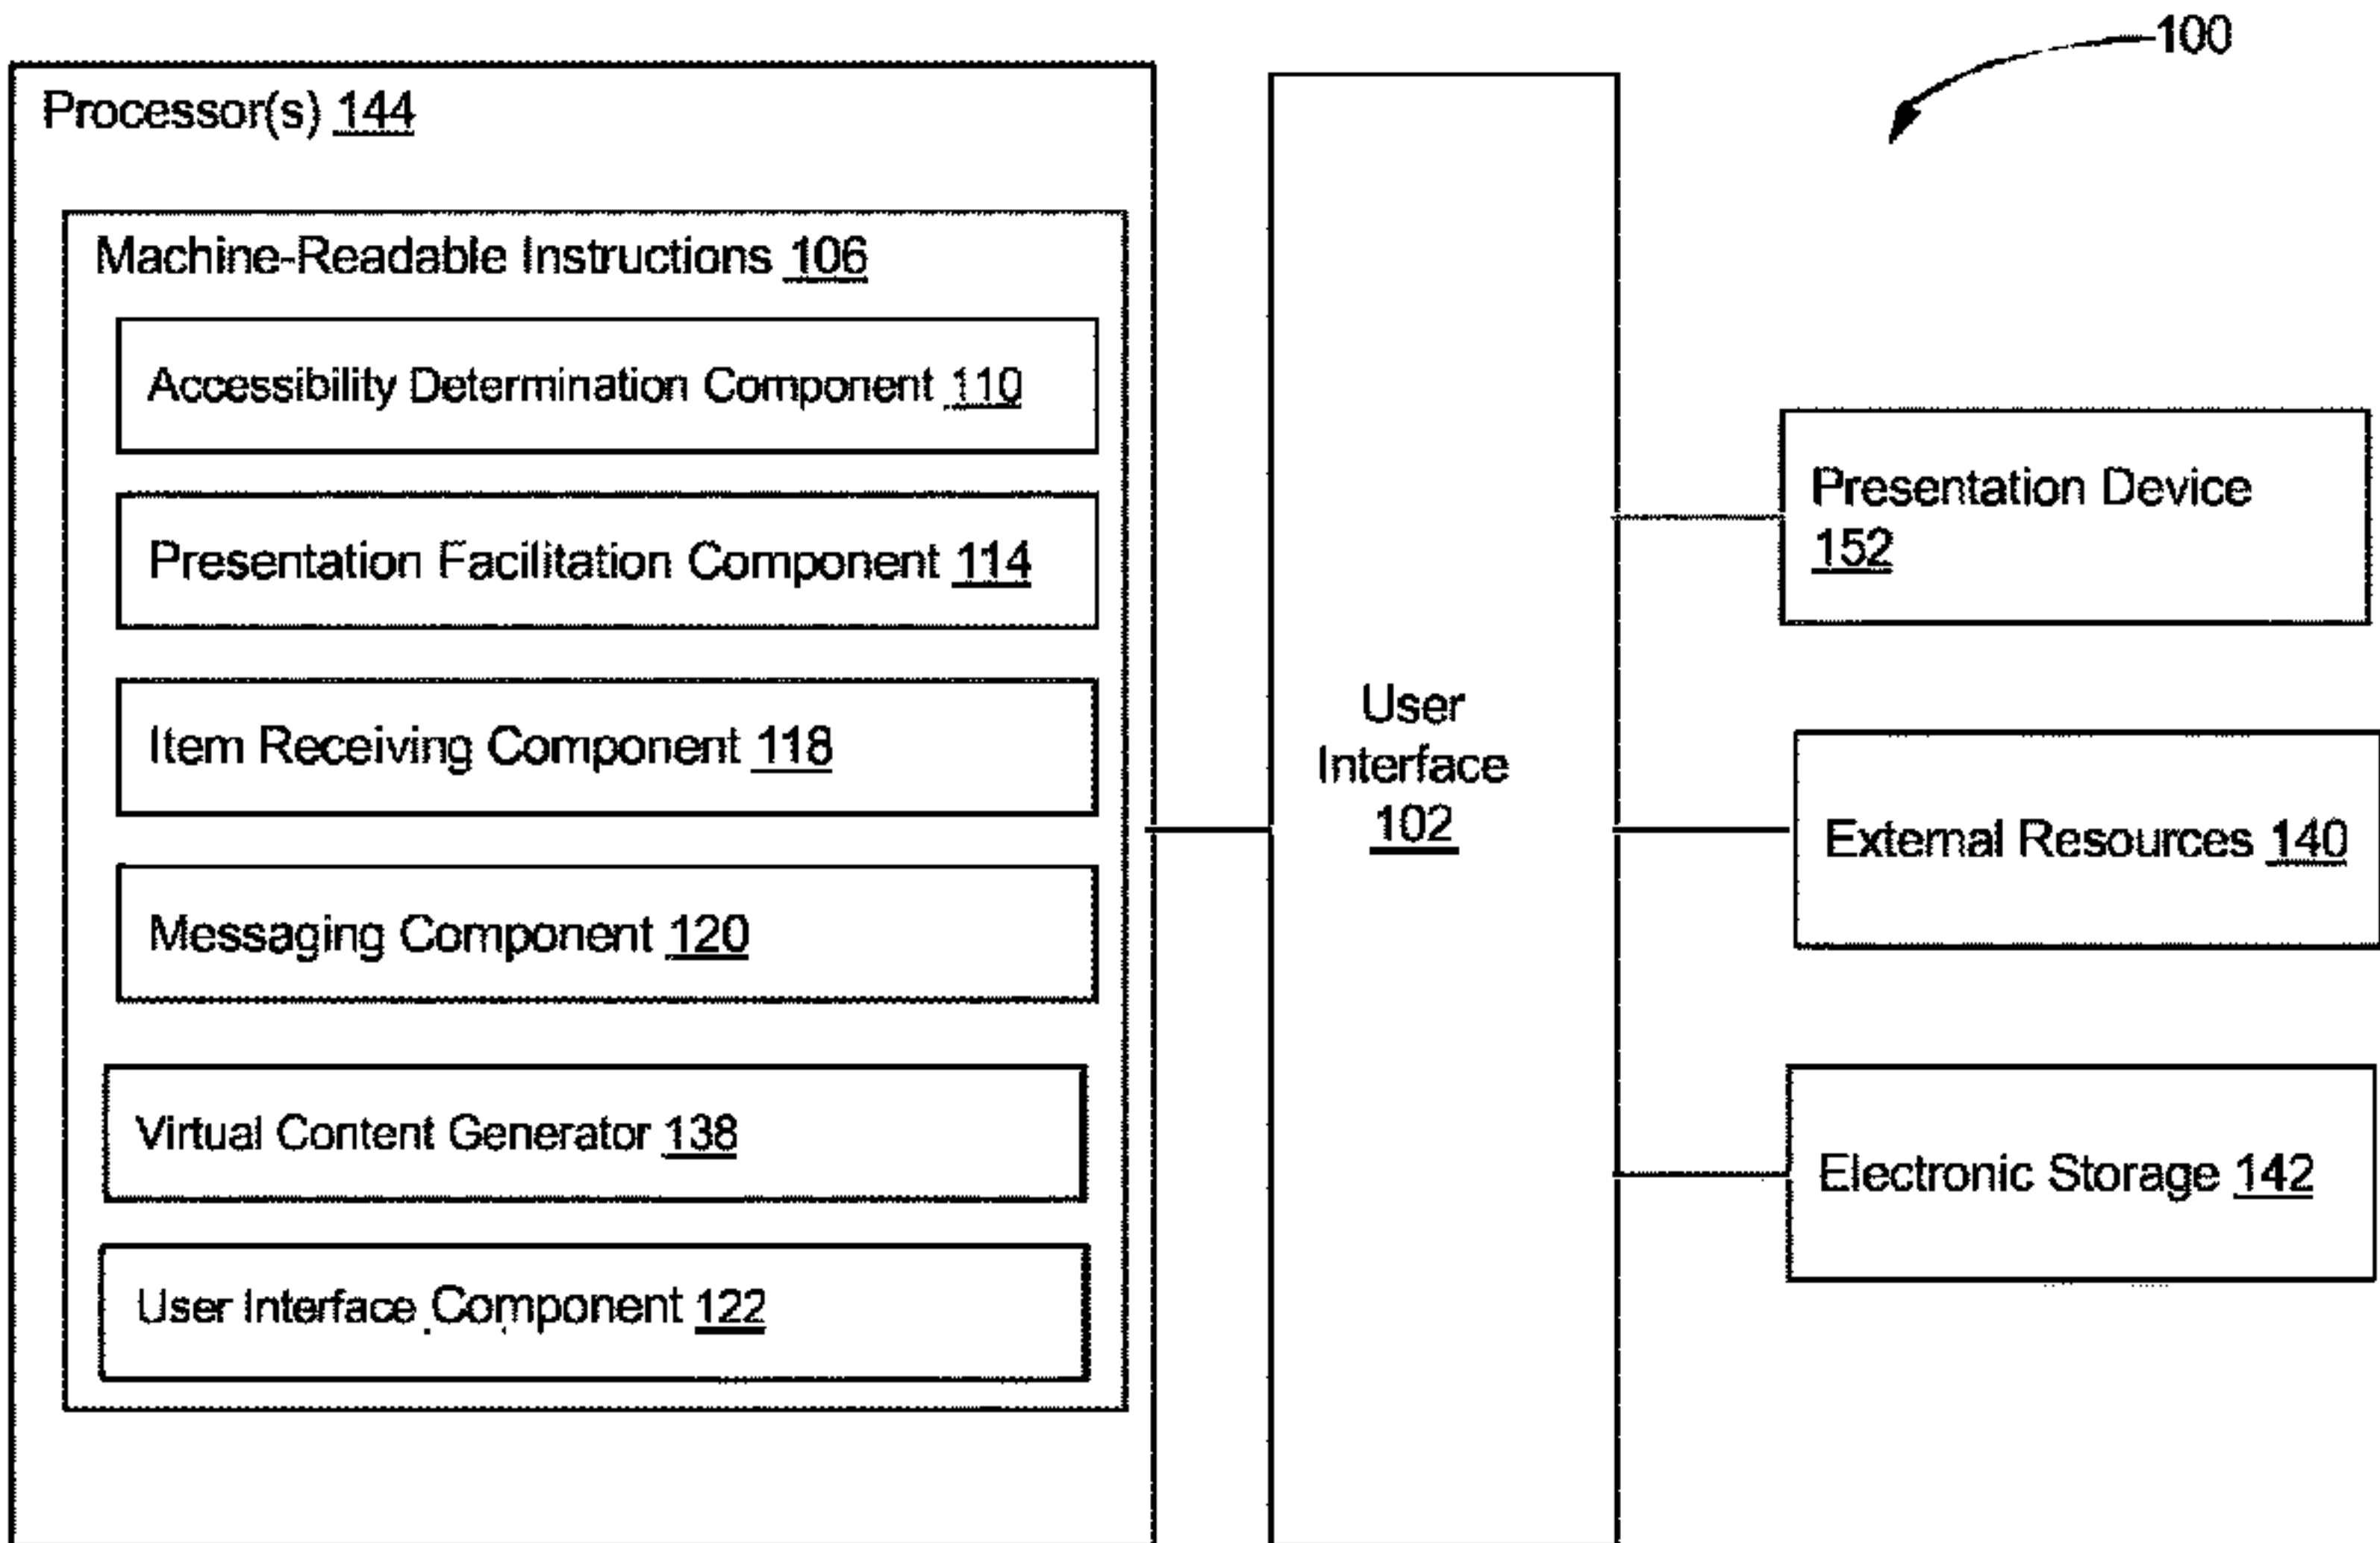 100
Processor(s) 144
Machine-Readable Instructions 106
Accessibility Determination Component 110
Presentation Facilitation Component 114
Item Receiving Component 118
Messaging Component 120
Virtual Content Generator 138
User Interface Component 122
User
Interface
102
Presentation Device
152
External Resources 140
Electronic Storage 142